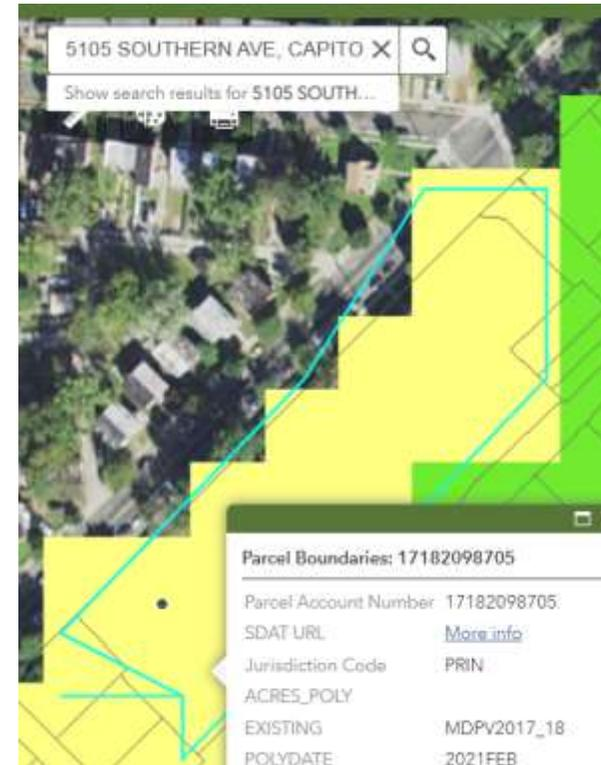 5105 SOUTHERN AVE, CAPITO
Show search results for 5105 SOUTH...
Parcel Boundaries: 17182098705
Parcel Account Number 17182098705
SDAT URL More info
Jurisdiction Code PRIN
ACRES_POLY
EXISTING MDPV2017_18
POLYDATE 2021FEB